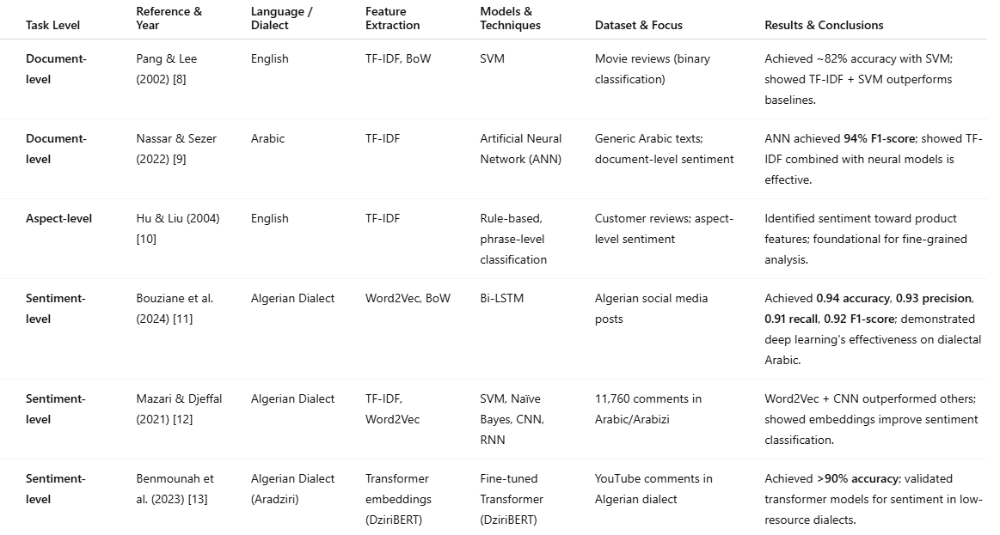 Task Level
Reference &
Year
Language /
Dialect
Feature
Extraction
Models &
Techniques
Dataset & Focus
Results & Conclusions
Document-
level
Pang & Lee
(2002) [8]
English
TF-IDF, BoW
SVM
Movie reviews (binary
classification)
Achieved ~82% accuracy with SVM;
showed TF-IDF + SVM outperforms
baselines.
Document-
level
Nassar & Sezer
(2022) [9]
Arabic
TF-IDF
Artificial Neural
Network (ANN)
Generic Arabic texts;
document-level sentiment
ANN achieved 94% F1-score; showed TF-
IDF combined with neural models is
effective.
Aspect-level
Hu & Liu (2004)
[10]
English
TF-IDF
Rule-based,
phrase-level
classification
Customer reviews; aspect-
level sentiment
Identified sentiment toward product
features; foundational for fine-grained
analysis.
Sentiment-
level
Bouziane et al.
(2024) [11]
Algerian Dialect
Word2Vec, BoW
Bi-LSTM
Algerian social media
posts
Achieved 0.94 accuracy, 0.93 precision,
0.91 recall, 0.92 F1-score; demonstrated
deep learning's effectiveness on dialectal
Arabic.
Sentiment-
level
Mazari & Djeffal
(2021) [12]
Algerian Dialect
TF-IDF,
Word2Vec
SVM, Naïve
Bayes, CNN,
RNN
11,760 comments in
Arabic/Arabizi
Word2Vec + CNN outperformed others;
showed embeddings improve sentiment
classification.
Sentiment-
level
Benmounah et
al. (2023) [13]
Algerian Dialect
(Aradziri)
Transformer
embeddings
(DziriBERT)
Fine-tuned
Transformer
(DziriBERT)
YouTube comments in
Algerian dialect
Achieved >90% accuracy; validated
transformer models for sentiment in low-
resource dialects.